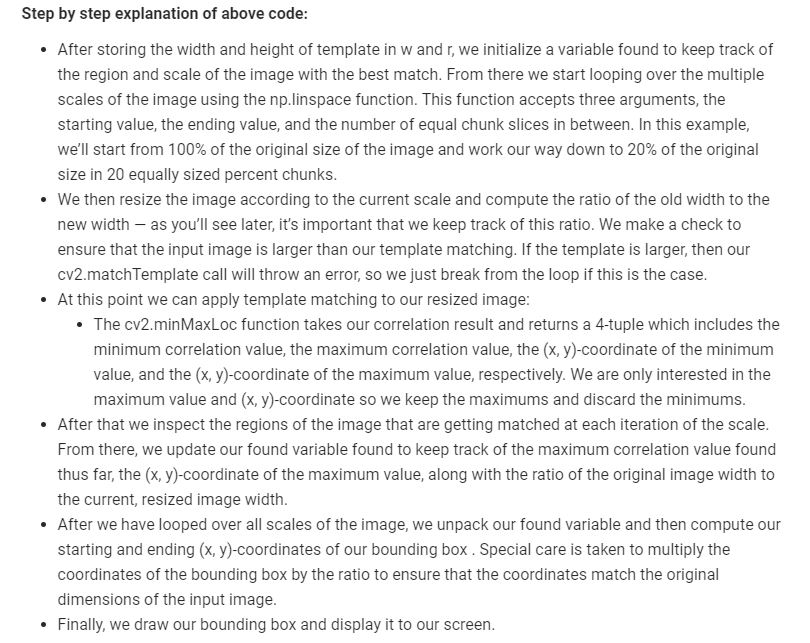 Step by step explanation of above code:
• After storing the width and height of template in w and r, we initialize a variable found to keep track of
the region and scale of the image with the best match. From there we start looping over the multiple
scales of the image using the np.linspace function. This function accepts three arguments, the
starting value, the ending value, and the number of equal chunk slices in between. In this example,
we'll start from 100% of the original size of the image and work our way down to 20% of the original
size in 20 equally sized percent chunks.
• We then resize the image according to the current scale and compute the ratio of the old width to the
new width — as you'll see later, it's important that we keep track of this ratio. We make a check to
ensure that the input image is larger than our template matching. If the template is larger, then our
cv2.matchTemplate call will throw an error, so we just break from the loop if this is the case.
• At this point we can apply template matching to our resized image:
• The cv2.minMaxLoc function takes our correlation result and returns a 4-tuple which includes the
minimum correlation value, the maximum correlation value, the (x, y)-coordinate of the minimum
value, and the (x, y)-coordinate of the maximum value, respectively. We are only interested in the
maximum value and (x, y)-coordinate so we keep the maximums and discard the minimums.
• After that we inspect the regions of the image that are getting matched at each iteration of the scale.
From there, we update our found variable found to keep track of the maximum correlation value found
thus far, the (x, y)-coordinate of the maximum value, along with the ratio of the original image width to
the current, resized image width.
• After we have looped over all scales of the image, we unpack our found variable and then compute our
starting and ending (x, y)-coordinates of our bounding box . Special care is taken to multiply the
coordinates of the bounding box by the ratio to ensure that the coordinates match the original
dimensions of the input image.
• Finally, we draw our bounding box and display it to our screen.